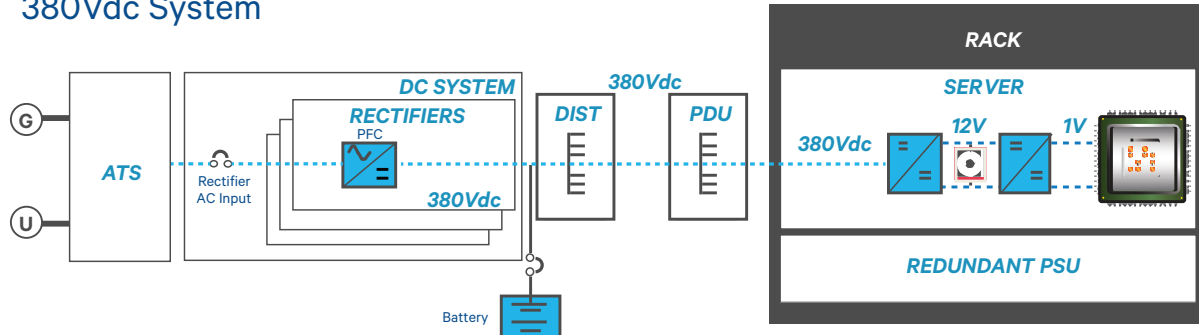 380Vdc System
RACK
SERVER
DC SYSTEM
380Vdc
RECTIFIERS
PFC
DIST
PDU
G
12V
1V
380Vdc
ATS
Rectifier
AC Input
380Vdc
U
REDUNDANT PSU
Battery